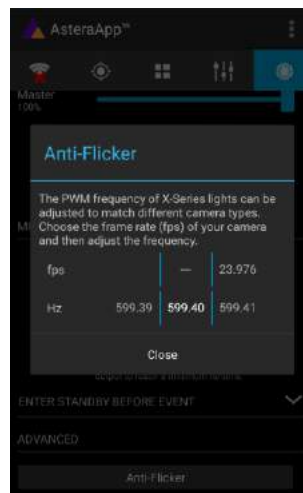 AsteraApp™
Master
100%
Anti-Flicker
The PWM frequency of X-Series lights can be
adjusted to match different camera types.
Choose the frame rate (fps) of your camera
and then adjust the frequency.
fps — 23.976
Hz 599.39 599.40 599.41
Close
ENTER STANDBY BEFORE EVENT
ADVANCED
Anti-Flicker